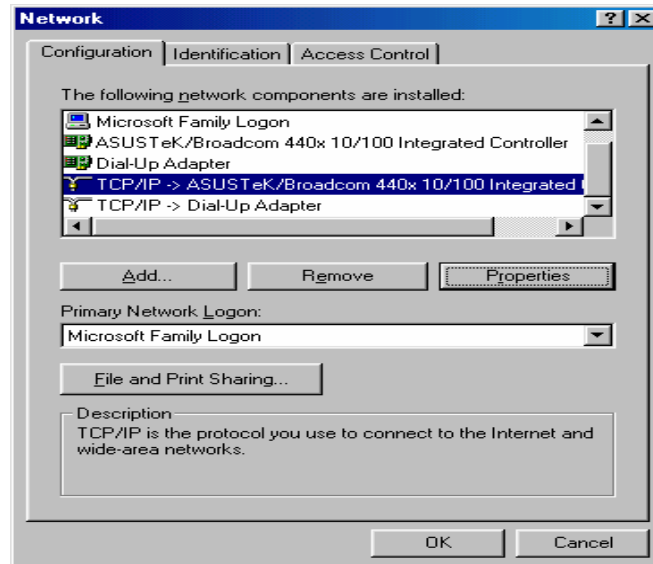 Network
Configuration Identification Access Control
The following network components are installed:
Microsoft Family Logon
ASUSTeK/Broadcom 440x 10/100 Integrated Controller
Dial-Up Adapter
TCP/IP -> ASUSTeK/Broadcom 440x 10/100 Integrated
TCP/IP -> Dial-Up Adapter
Add... Remove Properties
Primary Network Logon:
Microsoft Family Logon
File and Print Sharing...
Description
TCP/IP is the protocol you use to connect to the Internet and
wide-area networks.
OK Cancel